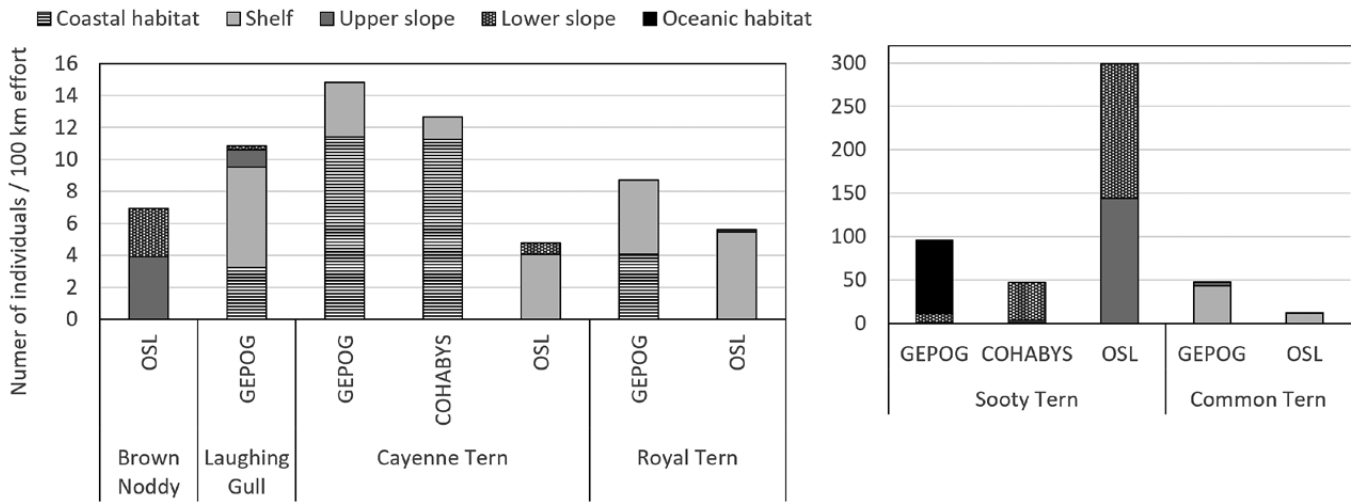 Coastal habitat Shelf Upper slope Lower slope Oceanic habitat
Numer of individuals / 100 km effort
16
14
12
10
8
6
4
2
0
OSL
GEPOG
GEPOG
COHABYS
OSL
GEPOG
OSL
Brown
Noddy
Laughing
Gull
Cayenne Tern
Royal Tern
300
250
200
150
100
50
0
GEPOG COHABYS OSL GEPOG OSL
Sooty Tern Common Tern